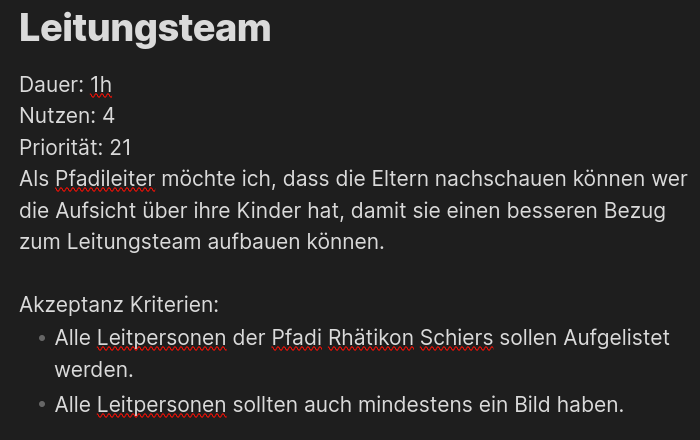 Leitungsteam
Dauer: 1h
Nutzen: 4
Priorität: 21
Als Pfadileiter möchte ich, dass die Eltern nachschauen können wer
die Aufsicht über ihre Kinder hat, damit sie einen besseren Bezug
zum Leitungsteam aufbauen können.
Akzeptanz Kriterien:
• Alle Leitpersonen der Pfadi Rhätikon Schiers sollen Aufgelistet
werden.
• Alle Leitpersonen sollten auch mindestens ein Bild haben.